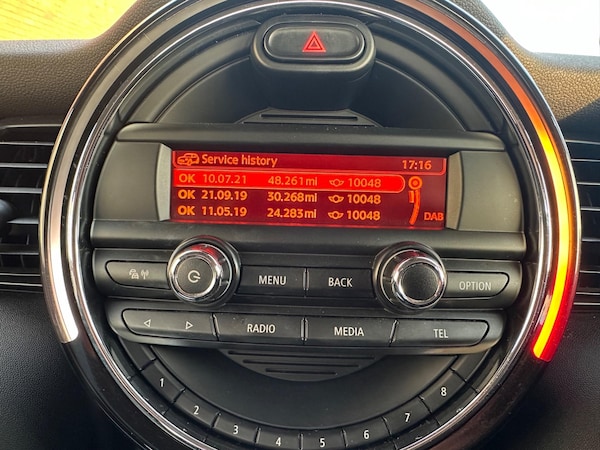 Service history 17:16
OK 10.07.21 48.261mi 10048
OK 21.09.19 30.268mi 10048
OK 11.05.19 24.283mi 10048
DAB
MENU BACK OPTION
RADIO MEDIA TEL
1 2 3 4 5 6 7 8 9 10